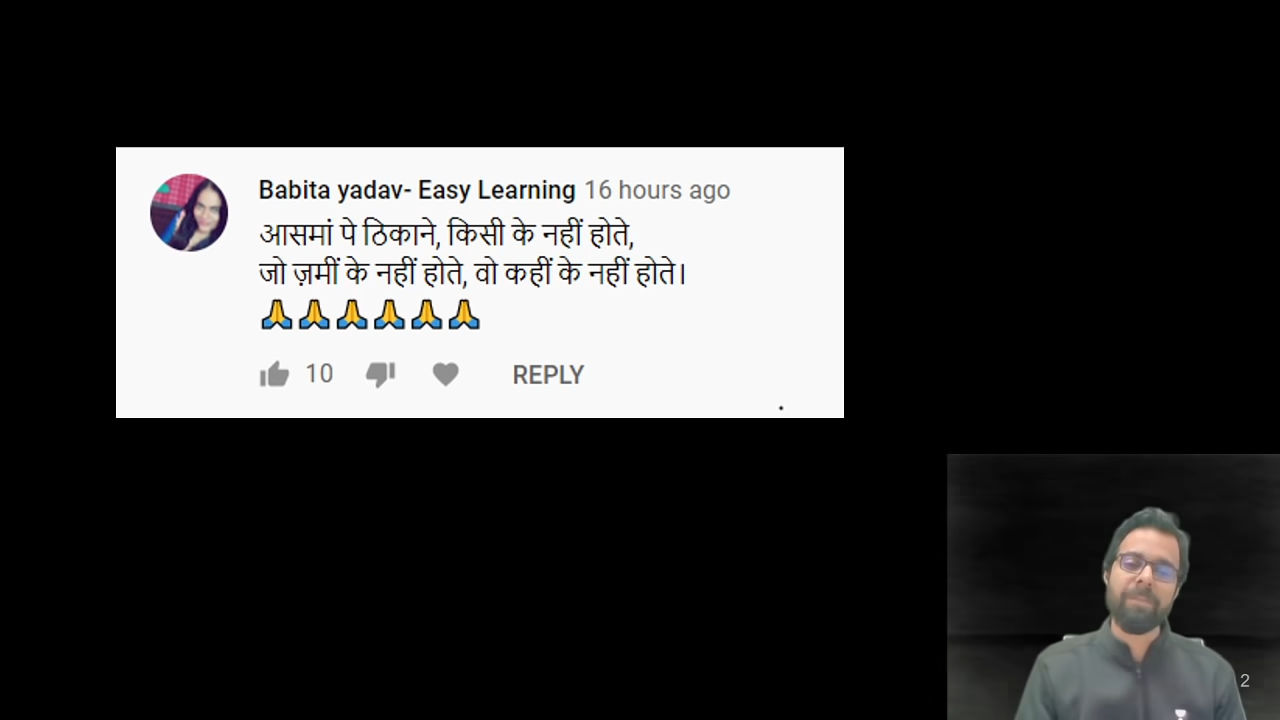 Babita yadav- Easy Learning 16 hours ago
आसमां पे ठिकाने, किसी के नहीं होते,
जो ज़मीं के नहीं होते, वो कहीं के नहीं होते।
🙏🙏🙏🙏🙏🙏
10 REPLY
.
2